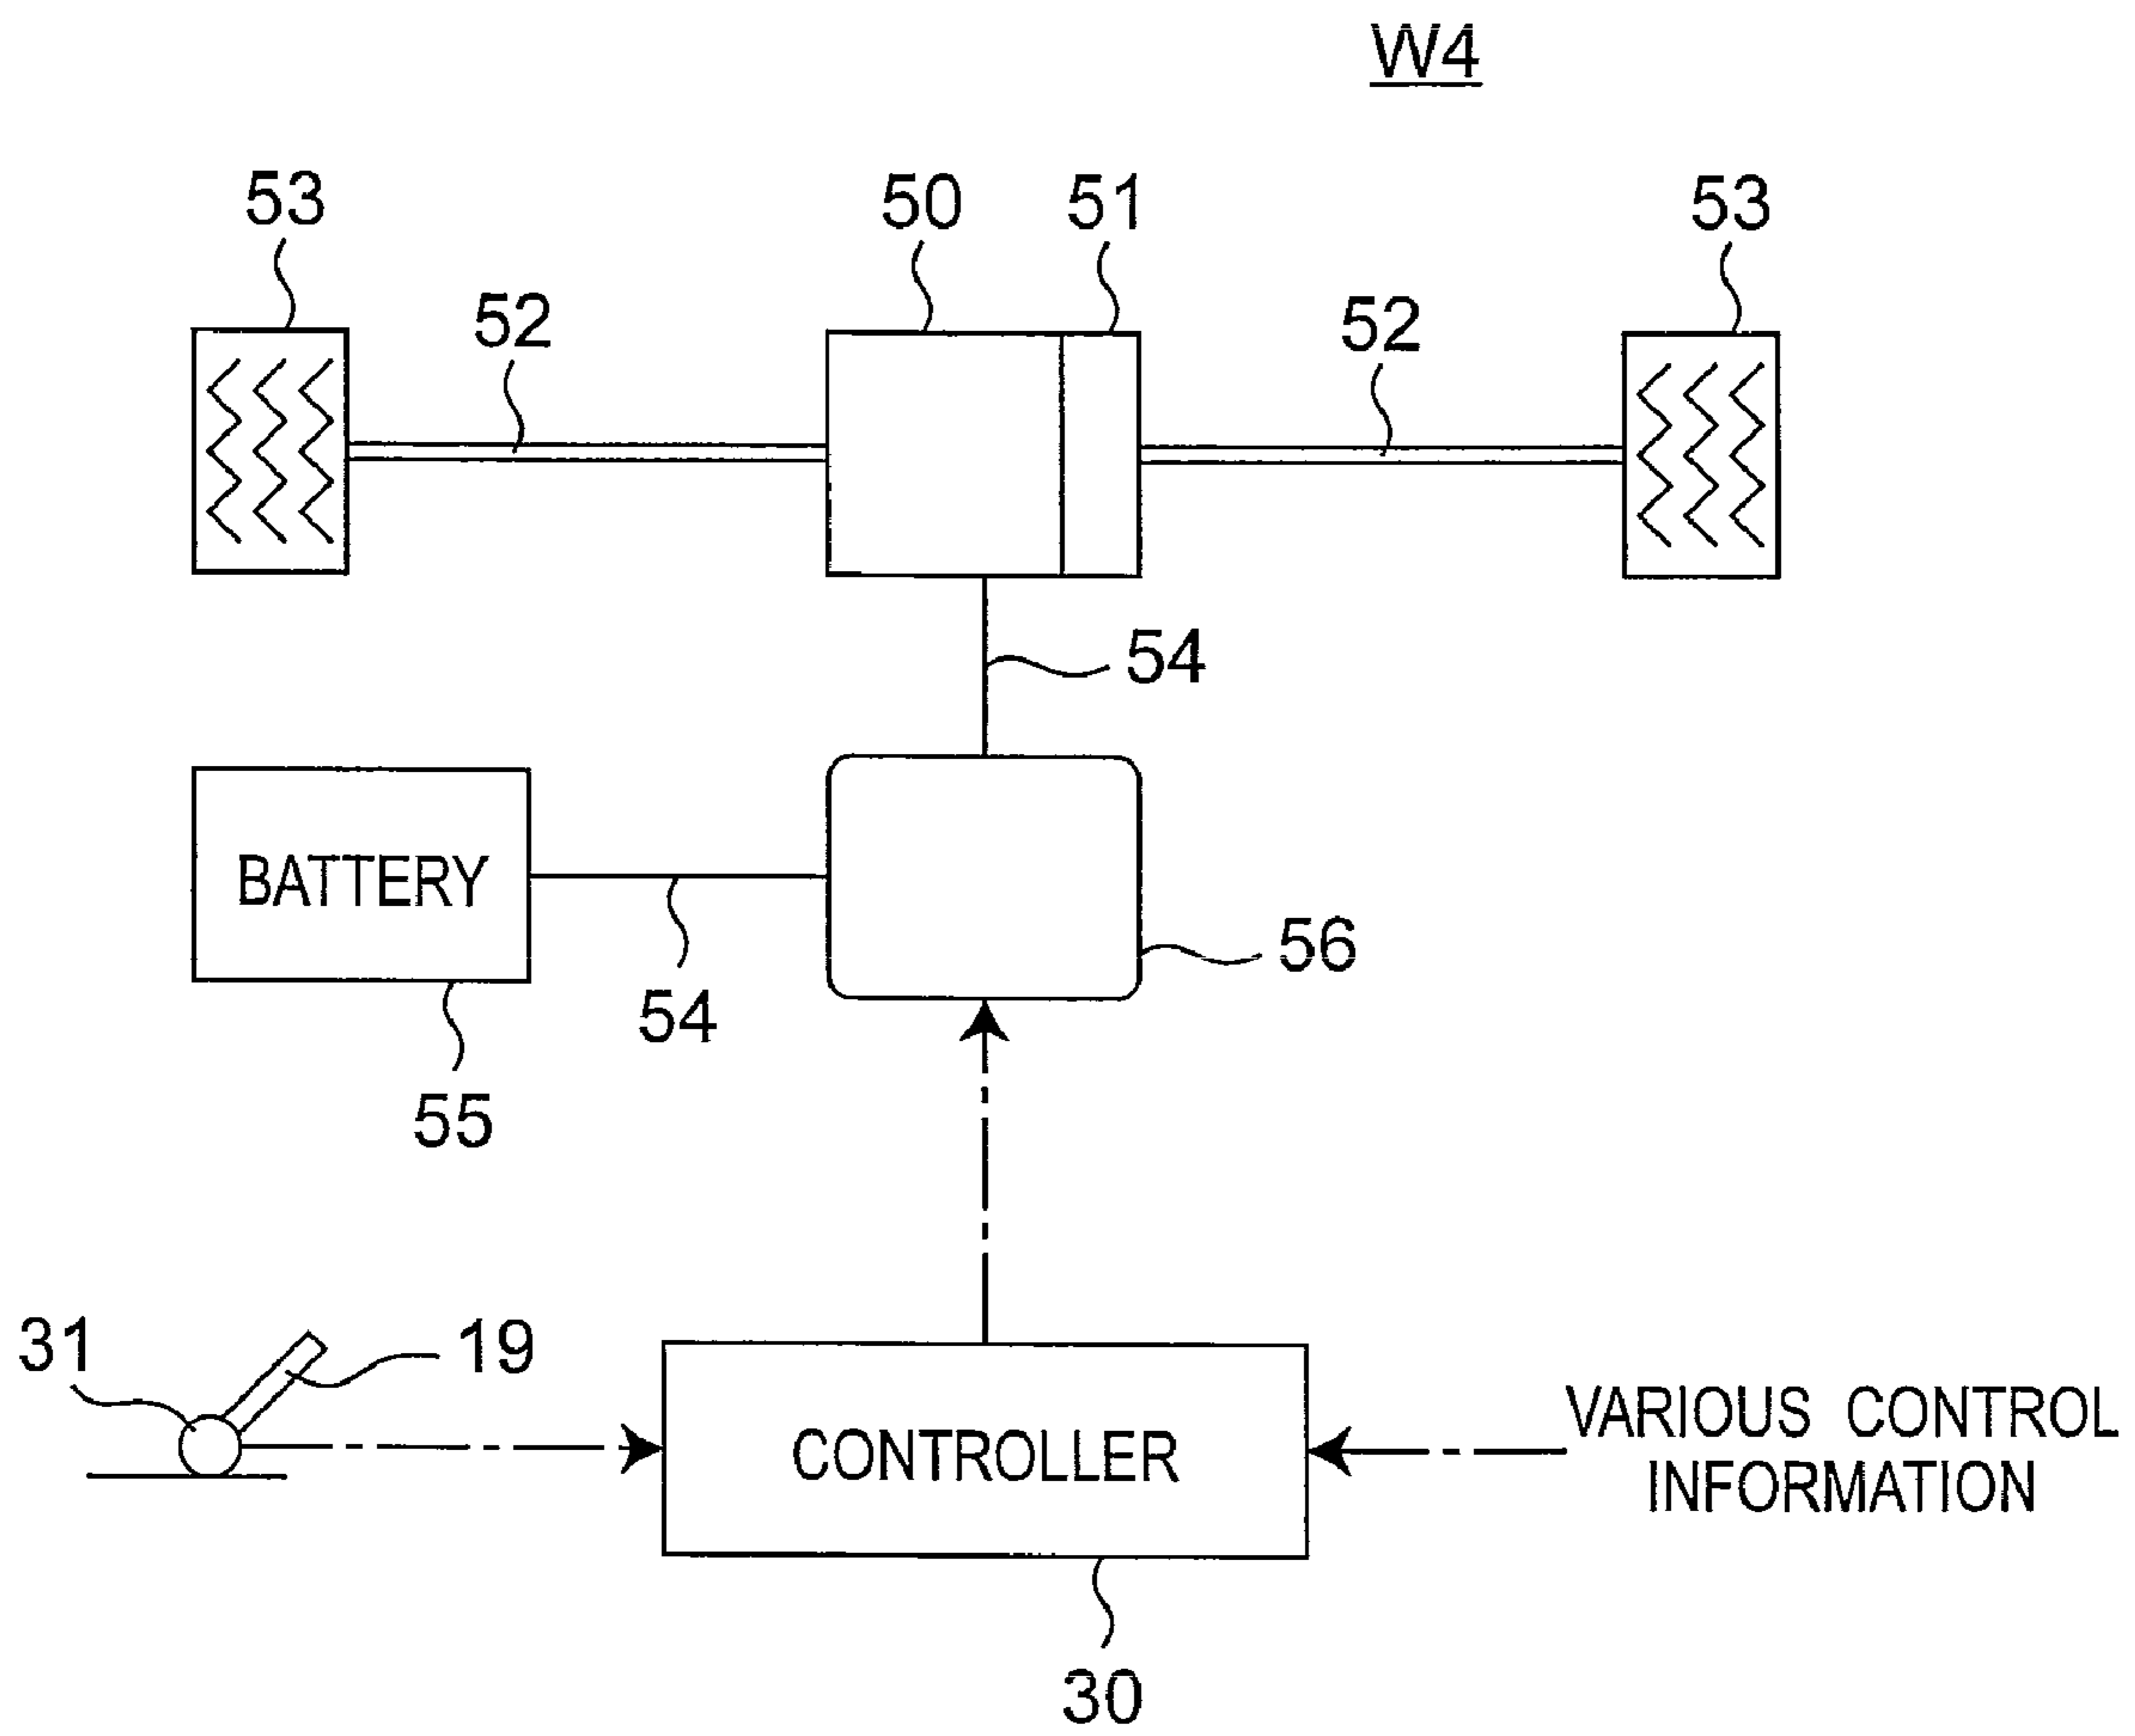 W4
53
50
51
53
52
52
54
BATTERY
56
54
55
31
19
CONTROLLER
VARIOUS CONTROL
INFORMATION
30